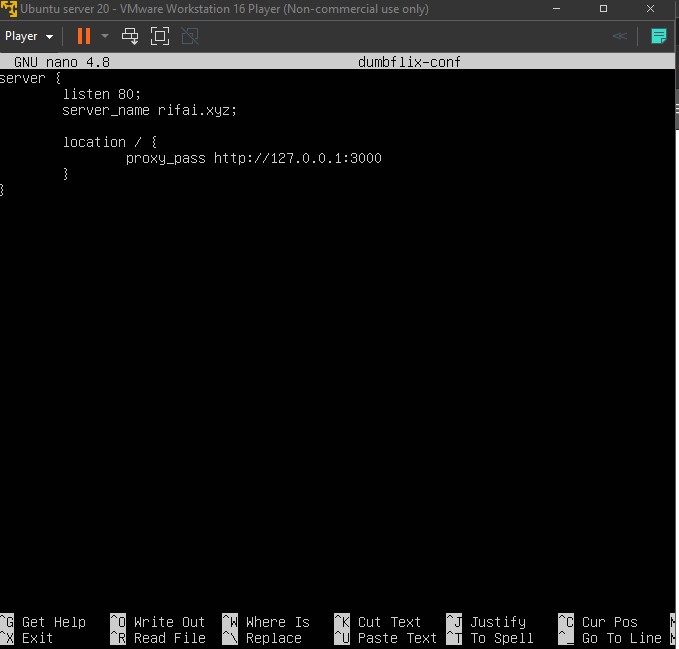 Ubuntu server 20 - VMware Workstation 16 Player (Non-commercial use only)
Player
GNU nano 4.8 dumbflix-conf
server {
listen 80;
server_name rifai.xyz;
location / {
proxy_pass http://127.0.0.1:3000
}
}
^G Get Help ^O Write Out ^W Where Is ^K Cut Text ^J Justify ^C Cur Pos
^X Exit ^R Read File ^\ Replace ^U Paste Text ^T To Spell ^_ Go To Line